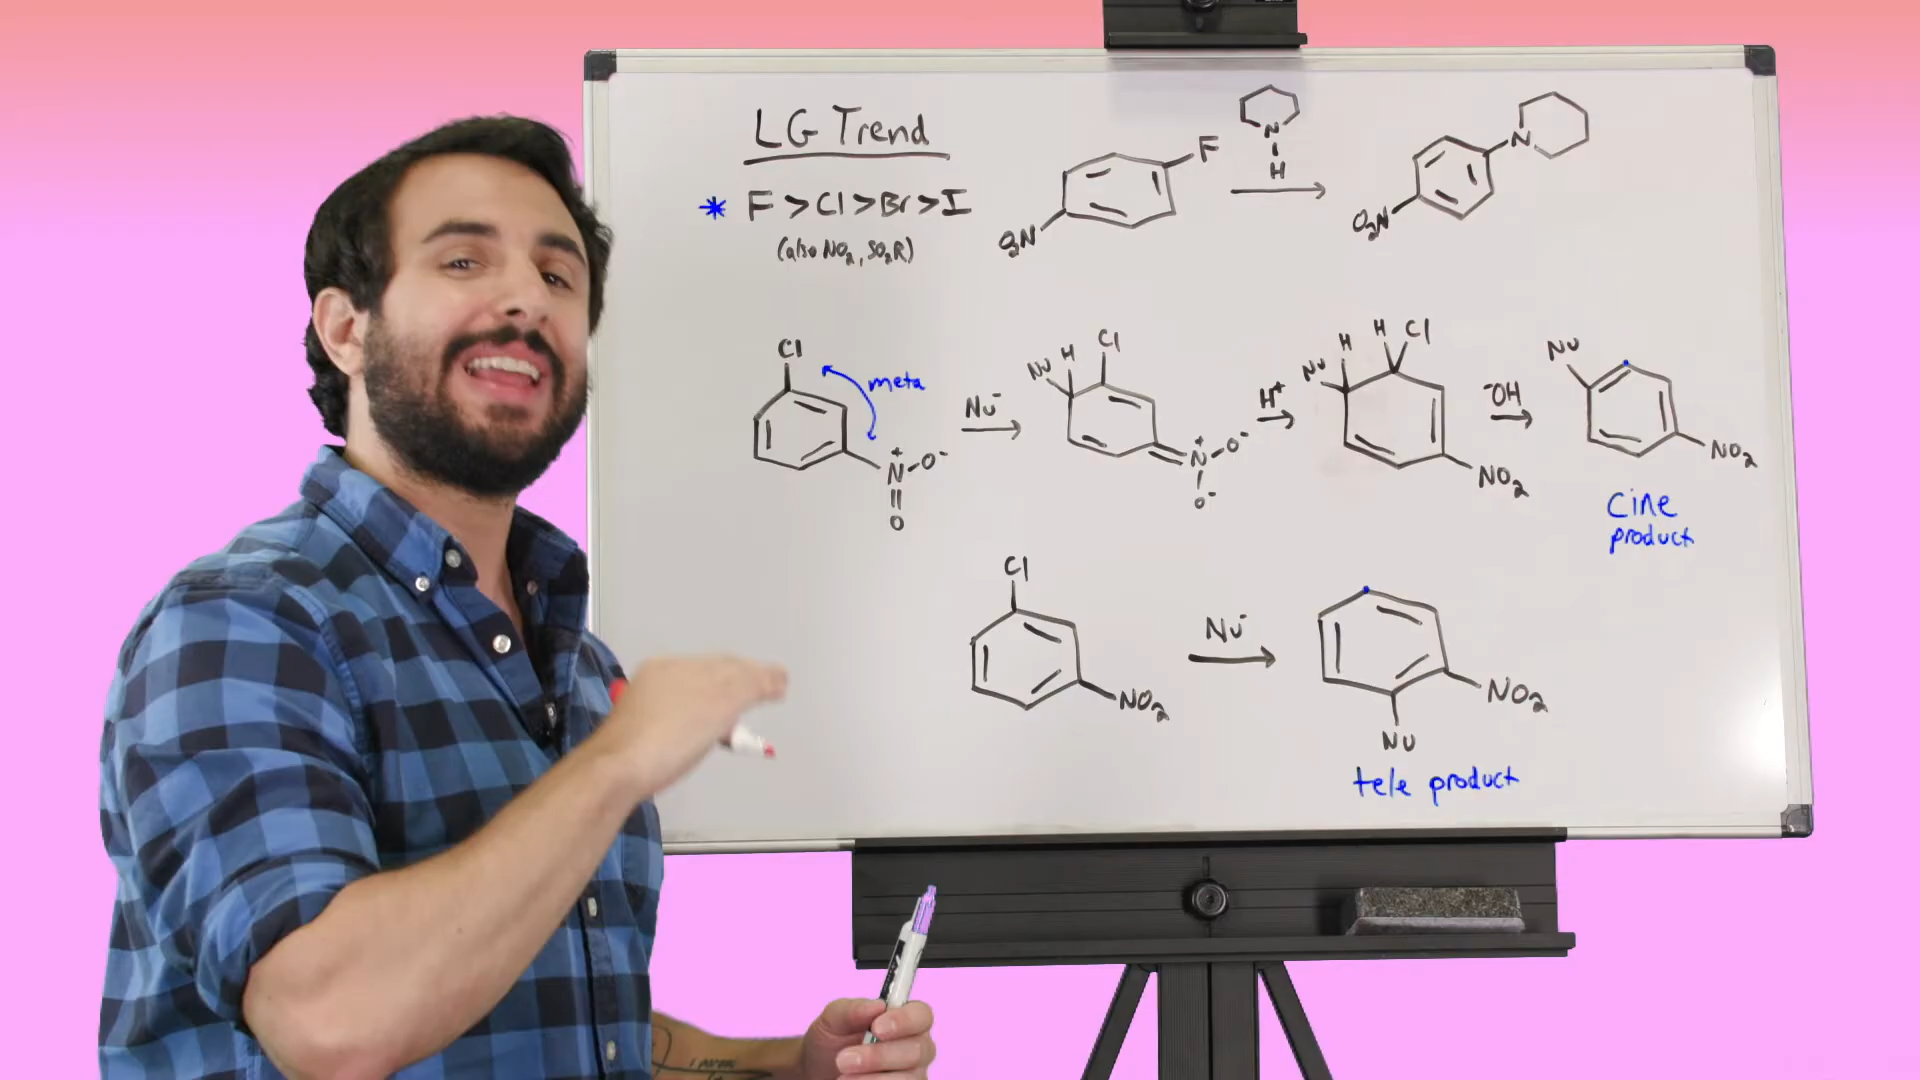 LG Trend
* F > Cl > Br > I
(also NO₂, SO₂R)
F
O₂N
N
H
N
O₂N
Cl
meta
N⁺
O⁻
O
Nu⁻
Nu
H
Cl
N⁺
O⁻
O⁻
H⁺
Nu
H
H
Cl
NO₂
⁻OH
Nu
NO₂
Cine
product
Cl
NO₂
Nu⁻
NO₂
Nu
tele product